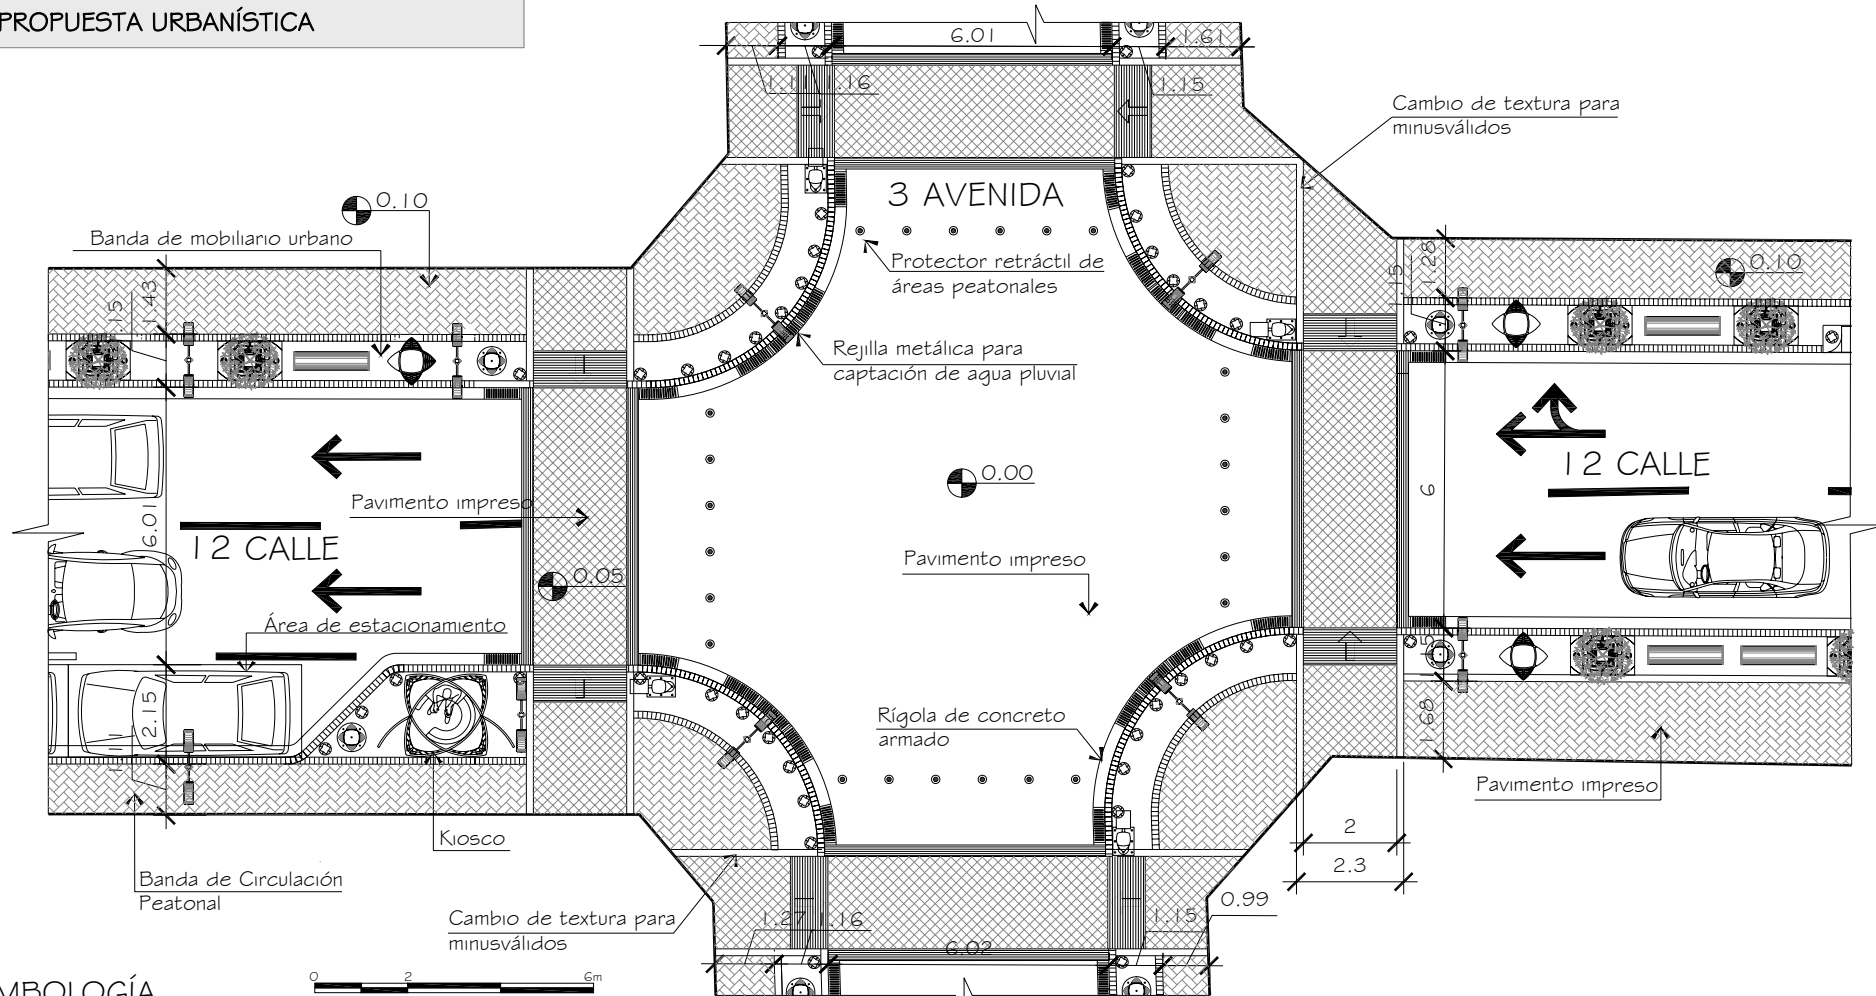 PROPUESTA URBANÍSTICA
6.01
1.61
1.11
1.16
1.15
Cambio de textura para
minusválidos
3 AVENIDA
0.10
Banda de mobiliario urbano
Protector retráctil de
áreas peatonales
1.28
0.10
1.43
Rejilla metálica para
captación de agua pluvial
12 CALLE
6
0.00
Pavimento impreso
6.01
12 CALLE
Pavimento impreso
0.05
Área de estacionamiento
2.15
Rígola de concreto
armado
1.68
Pavimento impreso
Kiosco
2
2.3
Banda de Circulación
Peatonal
0.99
Cambio de textura para
minusválidos
1.27
1.16
1.15
6.02
0
2
6m
MBOLOGÍA